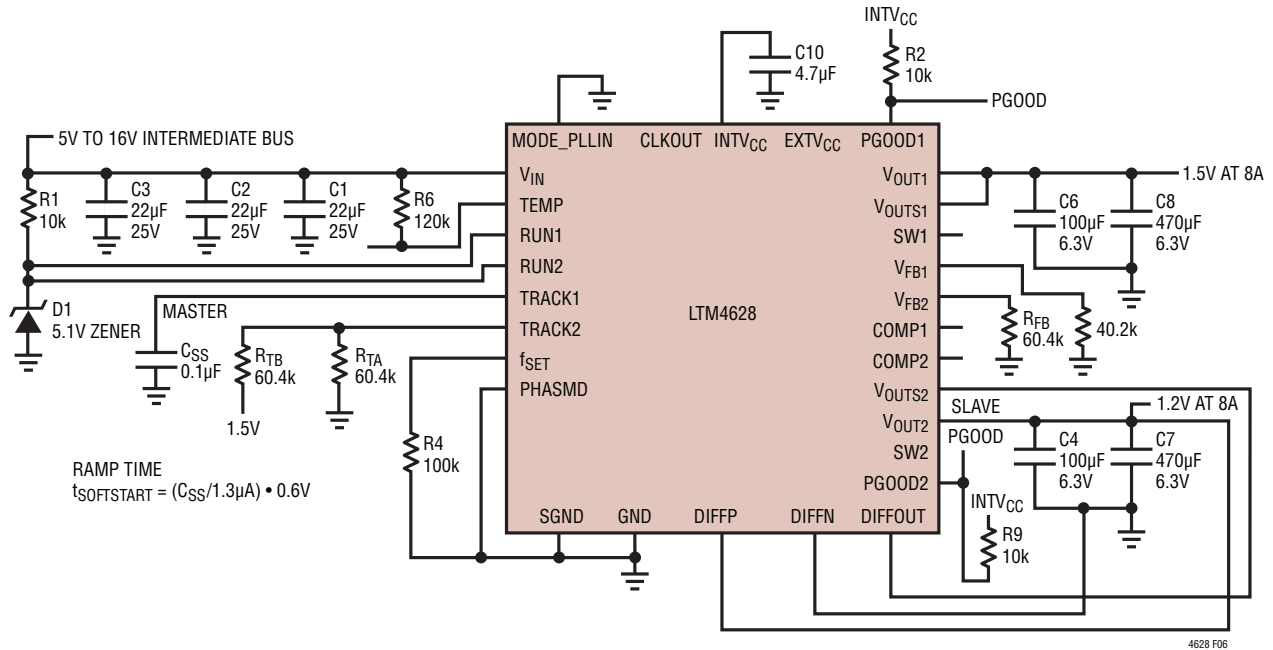 INTVCC
C10
4.7µF
R2
10k
PGOOD
5V TO 16V INTERMEDIATE BUS
MODE_PLLIN
CLKOUT
INTVCC
EXTVCC
PGOOD1
R1
10k
C3
22µF
25V
C2
22µF
25V
C1
22µF
25V
R6
120k
VIN
TEMP
RUN1
RUN2
TRACK1
TRACK2
fSET
PHASMD
LTM4628
VOUT1
VOUTS1
SW1
VFB1
VFB2
COMP1
COMP2
VOUTS2
VOUT2
SW2
PGOOD2
1.5V AT 8A
C6
100µF
6.3V
C8
470µF
6.3V
D1
5.1V ZENER
MASTER
CSS
0.1µF
RTB
60.4k
RTA
60.4k
1.5V
RFB
60.4k
40.2k
SLAVE
1.2V AT 8A
PGOOD
C4
100µF
6.3V
C7
470µF
6.3V
R4
100k
RAMP TIME
tSOFTSTART = (CSS/1.3µA) • 0.6V
INTVCC
R9
10k
SGND
GND
DIFFP
DIFFN
DIFFOUT
4628 F06